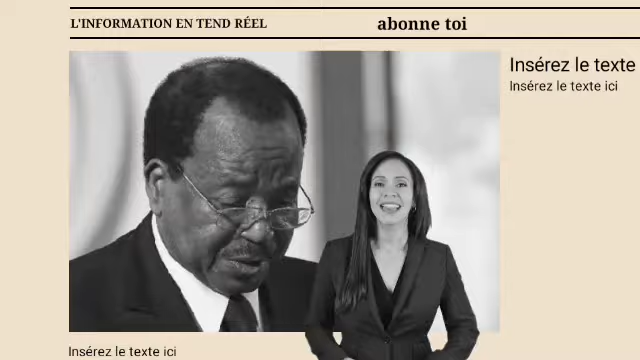 L'INFORMATION EN TEND RÉEL
abonne toi
Insérez le texte
Insérez le texte ici
Insérez le texte ici